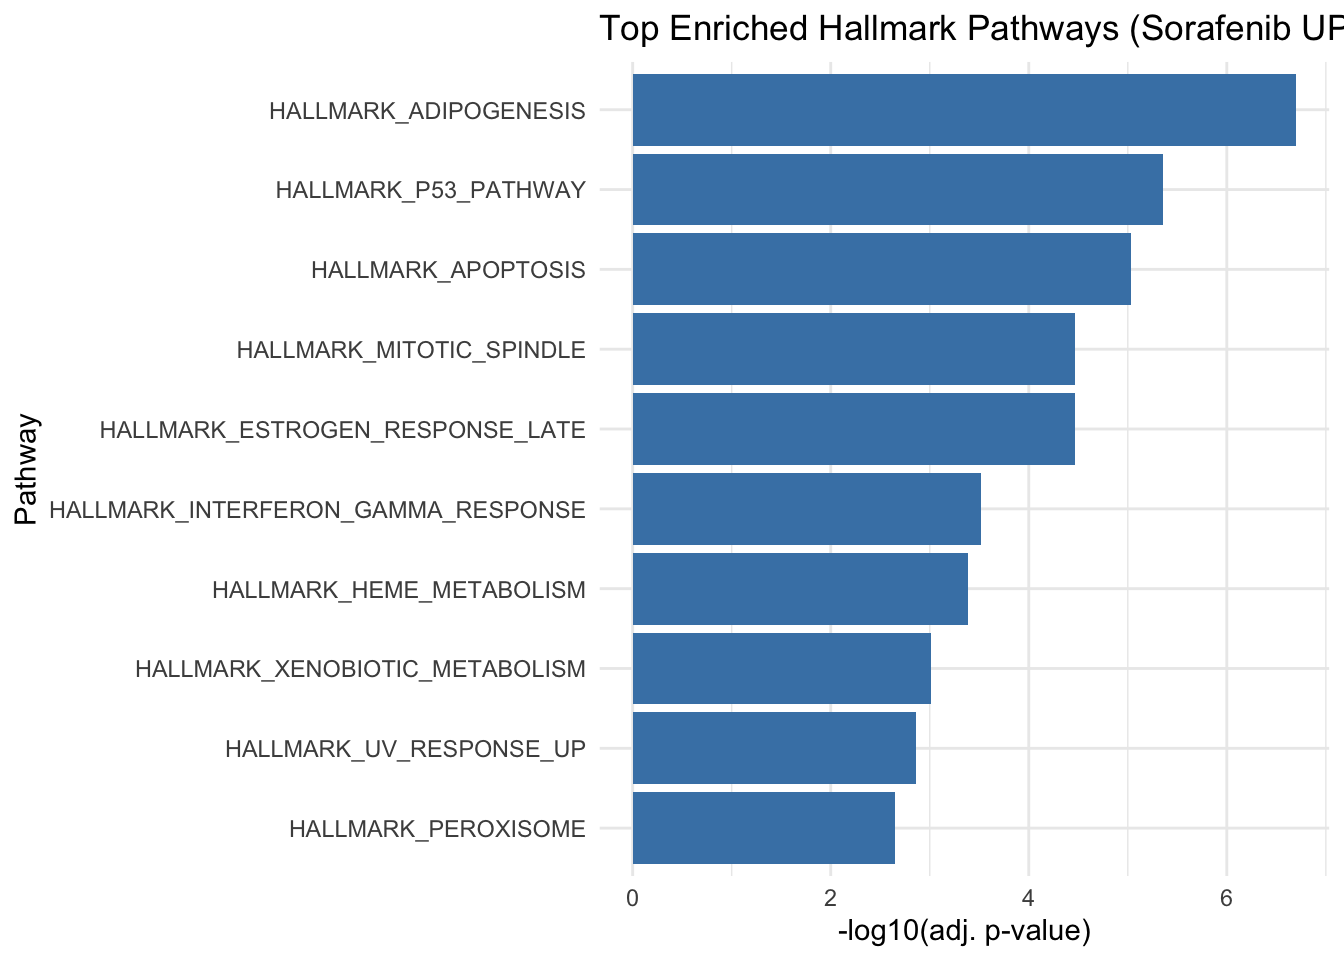 Top Enriched Hallmark Pathways (Sorafenib UP
HALLMARK_ADIPOGENESIS
HALLMARK_P53_PATHWAY
HALLMARK_APOPTOSIS
HALLMARK_MITOTIC_SPINDLE
HALLMARK_ESTROGEN_RESPONSE_LATE
HALLMARK_INTERFERON_GAMMA_RESPONSE
HALLMARK_HEME_METABOLISM
HALLMARK_XENOBIOTIC_METABOLISM
HALLMARK_UV_RESPONSE_UP
HALLMARK_PEROXISOME
Pathway
0 2 4 6
-log10(adj. p-value)